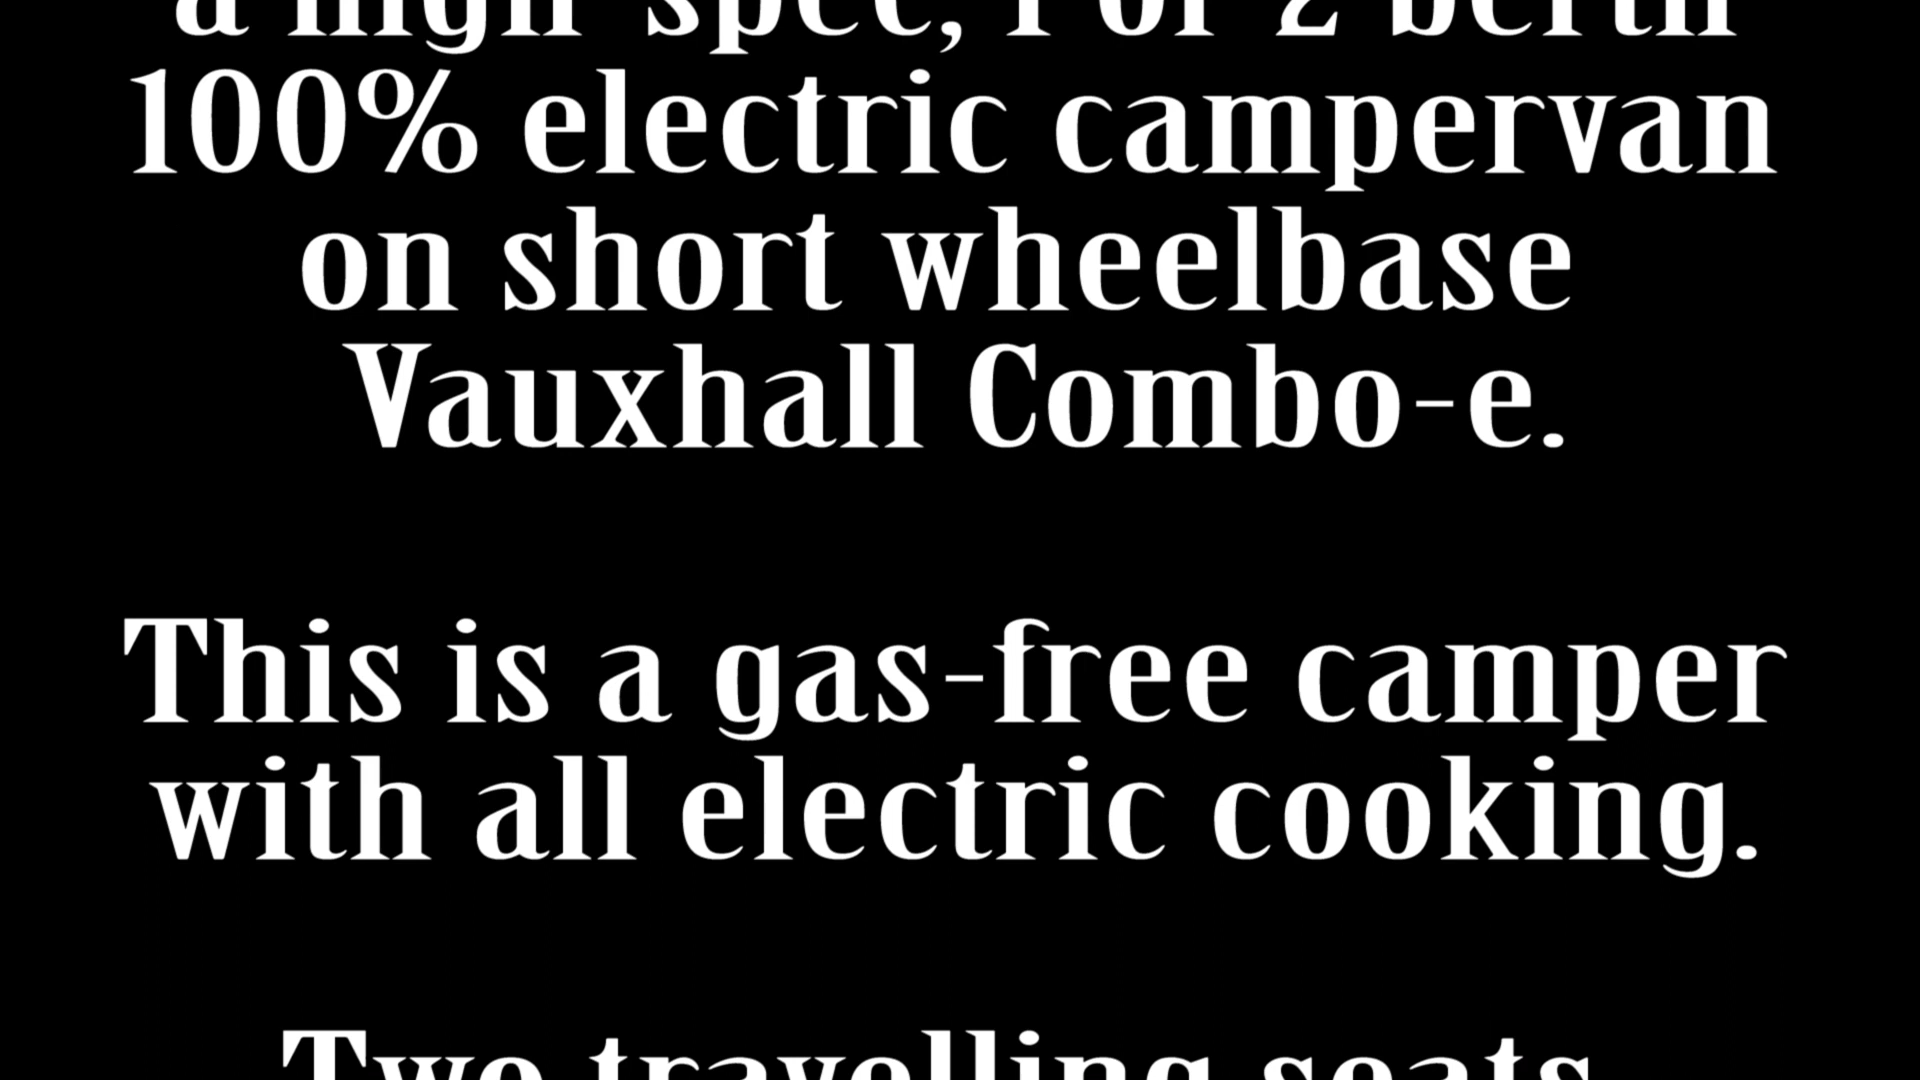 a high-spec, 1 or 2 berth
100% electric campervan
on short wheelbase
Vauxhall Combo-e.
This is a gas-free camper
with all electric cooking.
Two travelling seats